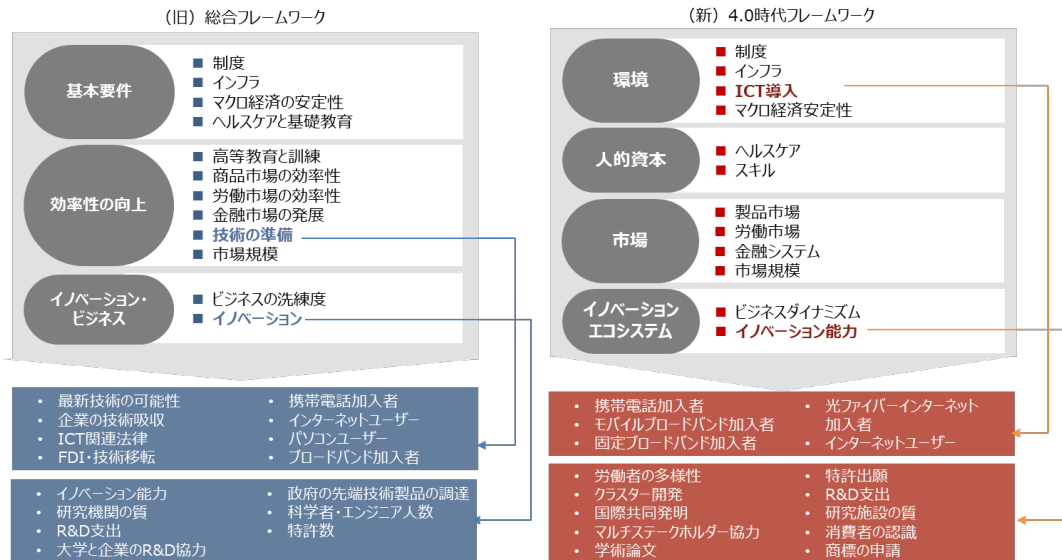 （旧）総合フレームワーク
基本要件
■ 制度
■ インフラ
■ マクロ経済の安定性
■ ヘルスケアと基礎教育
効率性の向上
■ 高等教育と訓練
■ 商品市場の効率性
■ 労働市場の効率性
■ 金融市場の発展
■ 技術の準備
■ 市場規模
イノベーション・
ビジネス
■ ビジネスの洗練度
■ イノベーション
• 最新技術の可能性
• 企業の技術吸収
• ICT関連法律
• FDI・技術移転
• 携帯電話加入者
• インターネットユーザー
• パソコンユーザー
• ブロードバンド加入者
• イノベーション能力
• 研究機関の質
• R&D支出
• 大学と企業のR&D協力
• 政府の先端技術製品の調達
• 科学者・エンジニア人数
• 特許数
（新）4.0時代フレームワーク
環境
■ 制度
■ インフラ
■ ICT導入
■ マクロ経済安定性
人的資本
■ ヘルスケア
■ スキル
市場
■ 製品市場
■ 労働市場
■ 金融システム
■ 市場規模
イノベーション
エコシステム
■ ビジネスダイナミズム
■ イノベーション能力
• 携帯電話加入者
• モバイルブロードバンド加入者
• 固定ブロードバンド加入者
• 光ファイバーインターネット
加入者
• インターネットユーザー
• 労働者の多様性
• クラスター開発
• 国際共同発明
• マルチステークホルダー協力
• 学術論文
• 特許出願
• R&D支出
• 研究施設の質
• 消費者の認識
• 商標の申請